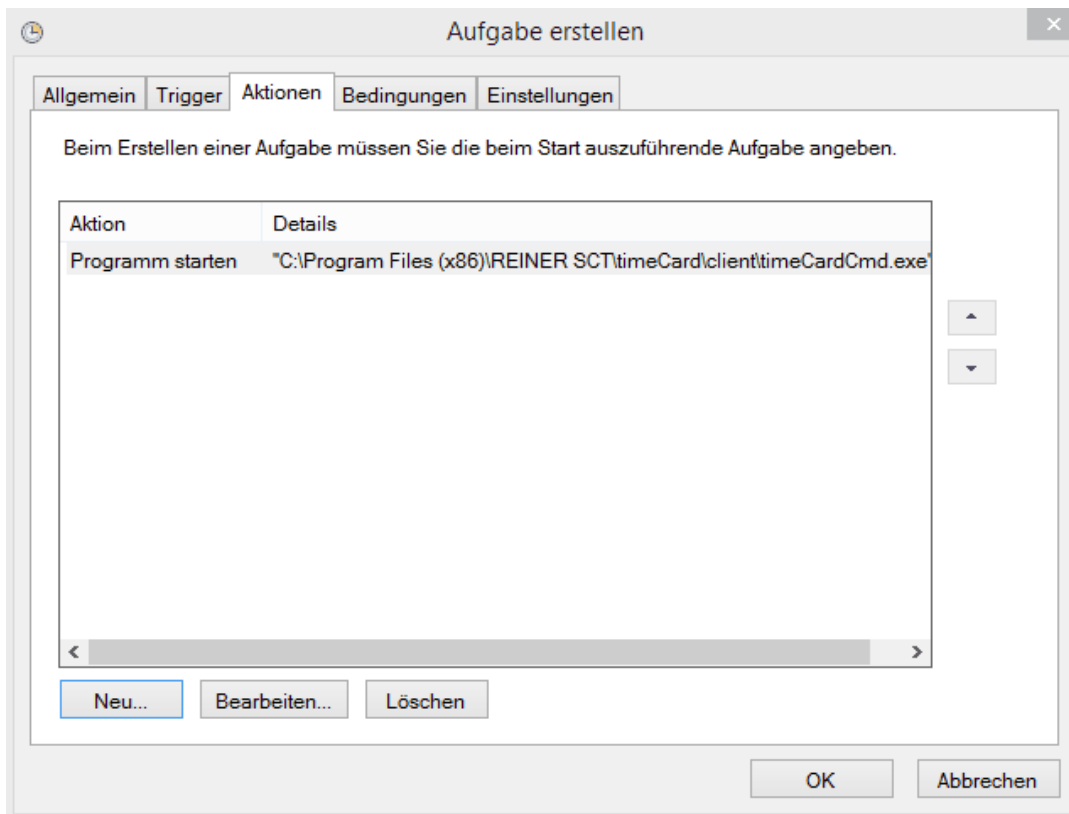 Aufgabe erstellen
Allgemein Trigger Aktionen Bedingungen Einstellungen
Beim Erstellen einer Aufgabe müssen Sie die beim Start auszuführende Aufgabe angeben.
Aktion Details
Programm starten "C:\Program Files (x86)\REINER SCT\timeCard\client\timeCardCmd.exe"
Neu... Bearbeiten... Löschen
OK Abbrechen